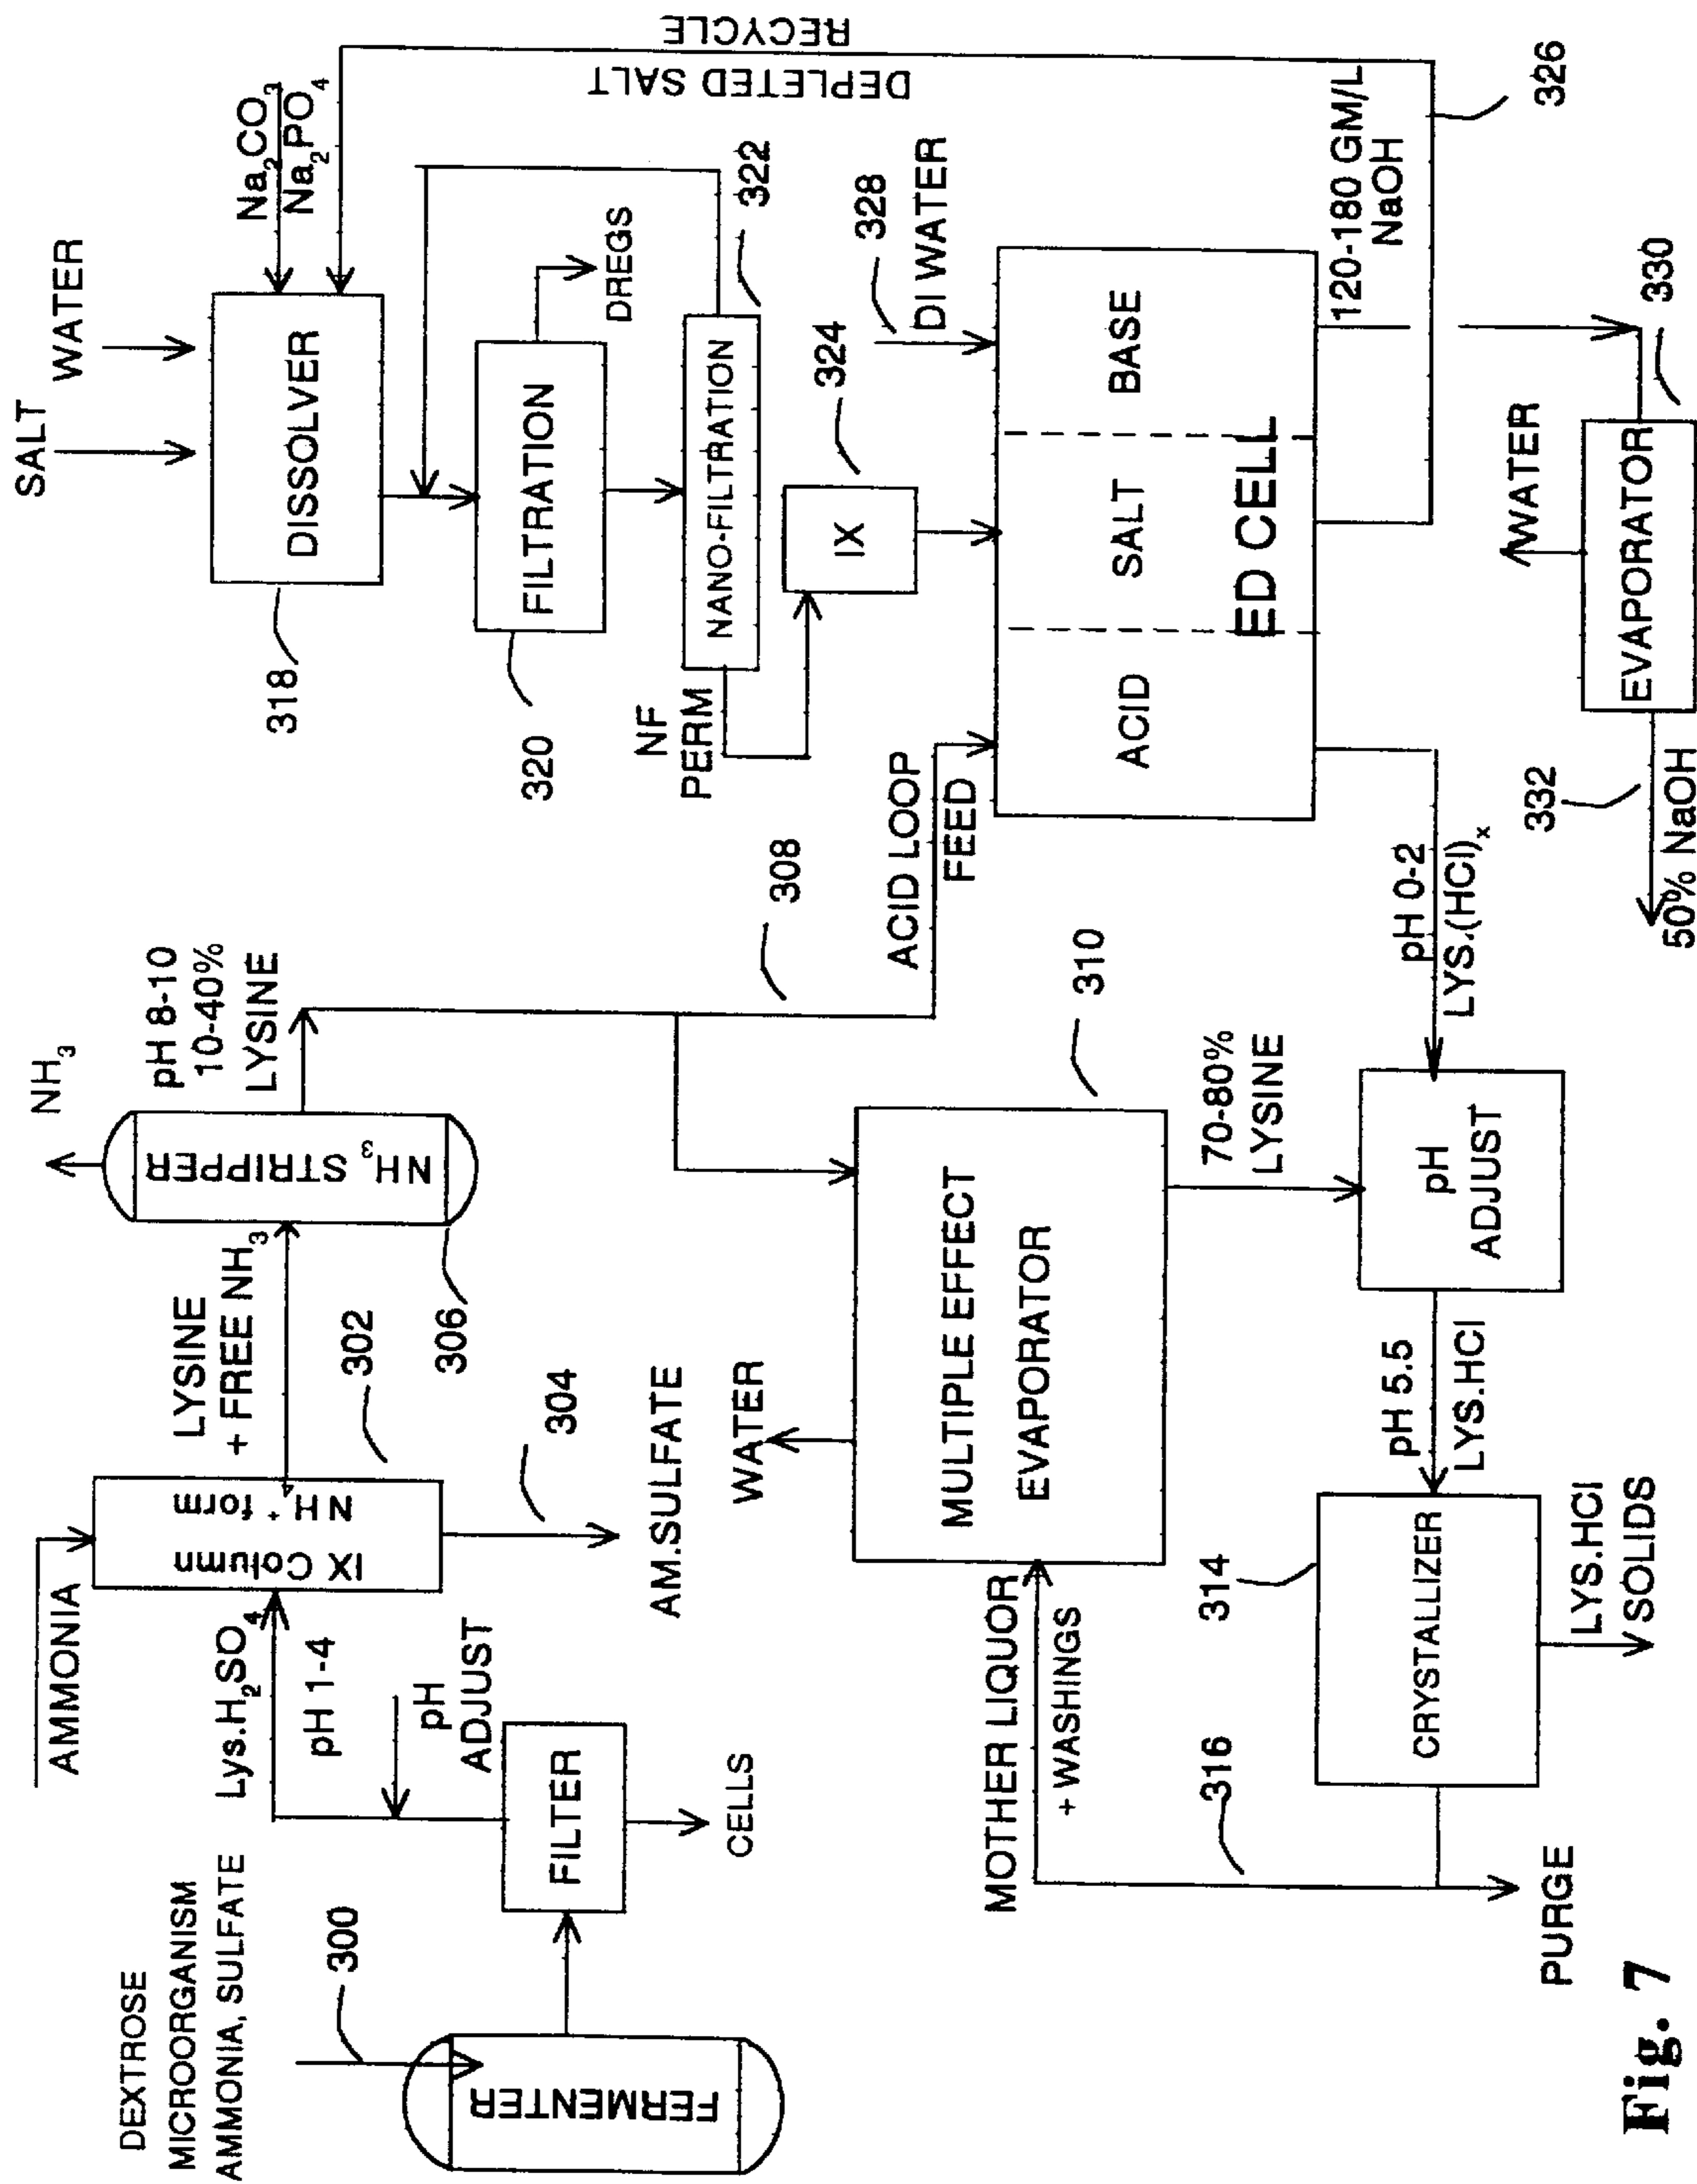 DEXTROSE
MICROORGANISM
AMMONIA, SULFATE
300
FERMENTER
FILTER
CELLS
pH
ADJUST
Lys.H2SO4
pH 1-4
AMMONIA
IX Column
NH4+ form
302
304
AM.SULFATE
LYSINE
+ FREE NH3
NH3 STRIPPER
306
NH3
pH 8-10
10-40%
LYSINE
308
ACID LOOP
FEED
WATER
MULTIPLE EFFECT
EVAPORATOR
310
MOTHER LIQUOR
+ WASHINGS
70-80%
LYSINE
pH
ADJUST
pH 0-2
LYS.(HCl)x
pH 5.5
LYS.HCl
314
CRYSTALLIZER
LYS.HCl
SOLIDS
316
PURGE
SALT
WATER
Na2CO3
Na2PO4
DISSOLVER
318
FILTRATION
320
DREGS
NANO-FILTRATION
322
NF
PERM
IX
324
328
DI WATER
ACID
SALT
BASE
ED CELL
DEPLETED SALT
RECYCLE
326
120-180 GM/L
NaOH
WATER
EVAPORATOR
330
332
50% NaOH
Fig. 7